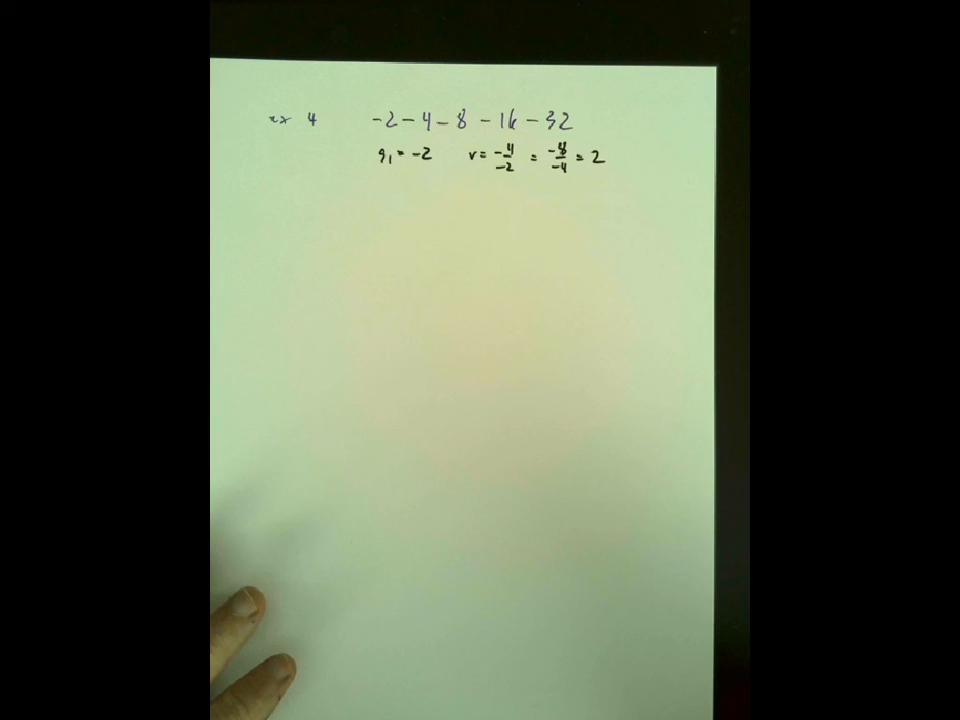 ex 4 -2 - 4 - 8 - 16 - 32
a₁ = -2 r = -4/-2 = -8/-4 = 2